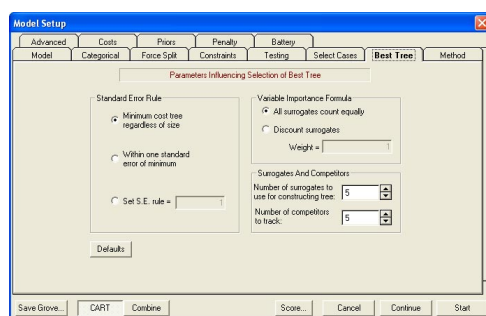 Model Setup
Advanced Costs Priors Penalty Battery
Model Categorical Force Split Constraints Testing Select Cases Best Tree Method
Parameters Influencing Selection of Best Tree
Standard Error Rule
Minimum cost tree
regardless of size
Within one standard
error of minimum
Set S.E. rule = 1
Variable Importance Formula
All surrogates count equally
Discount surrogates
Weight = 1
Surrogates And Competitors
Number of surrogates to
use for constructing tree: 5
Number of competitors
to track: 5
Defaults
Save Grove... CART Combine Score... Cancel Continue Start